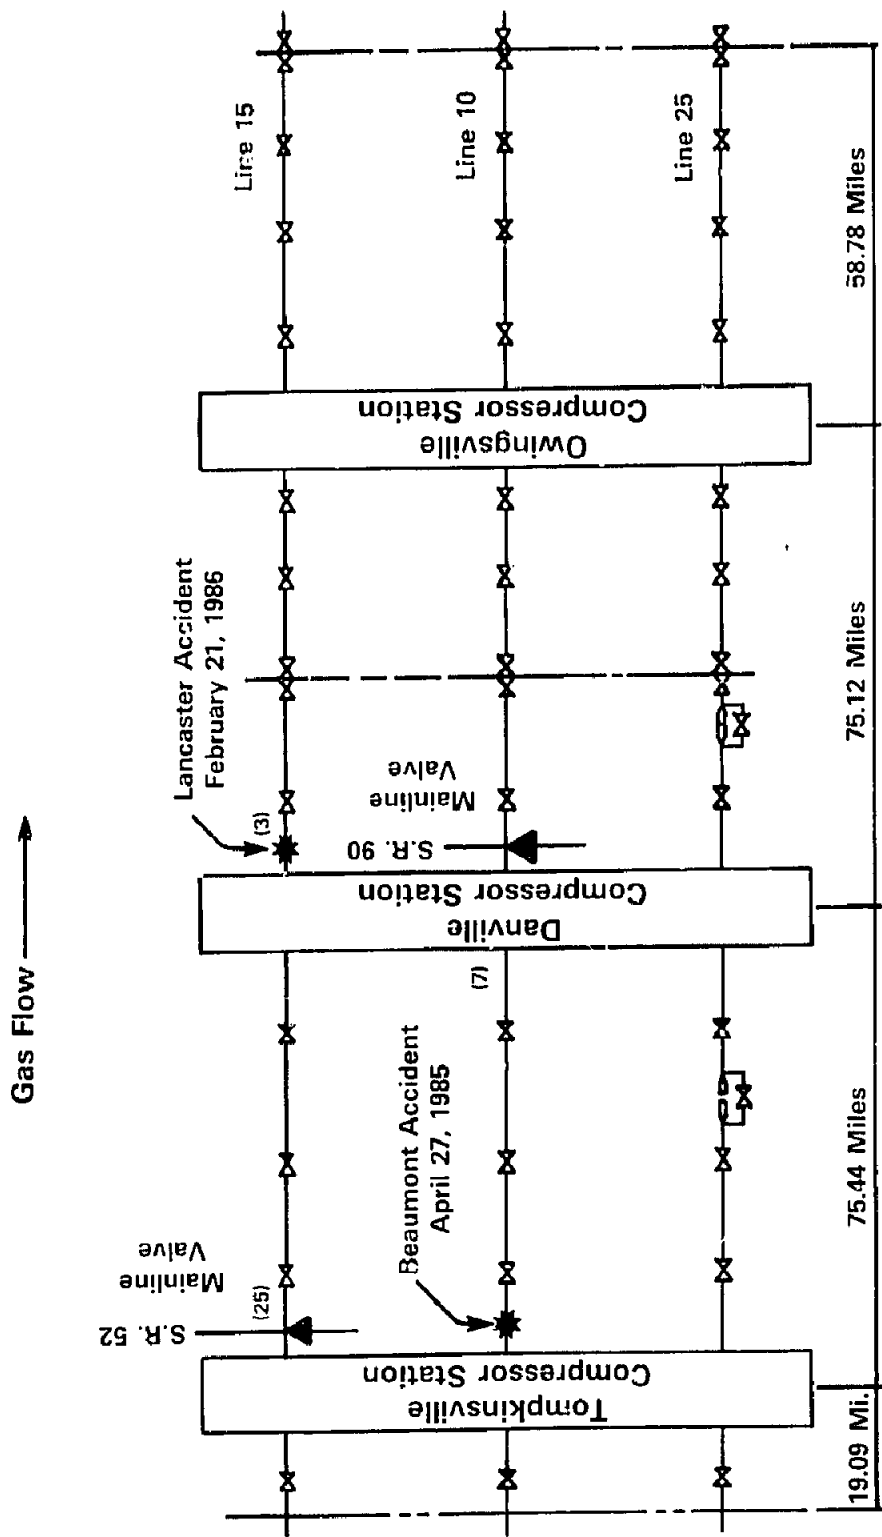 Gas Flow
S.R. 52
Mainline
Valve
(25)
Lancaster Accident
February 21, 1986
(3)
Line 15
Beaumont Accident
April 27, 1985
(7)
S.R. 90
Mainline
Valve
Line 10
Tompkinsville
Compressor Station
Danville
Compressor Station
Owingsville
Compressor Station
Line 25
19.09 Mi.
75.44 Miles
75.12 Miles
58.78 Miles